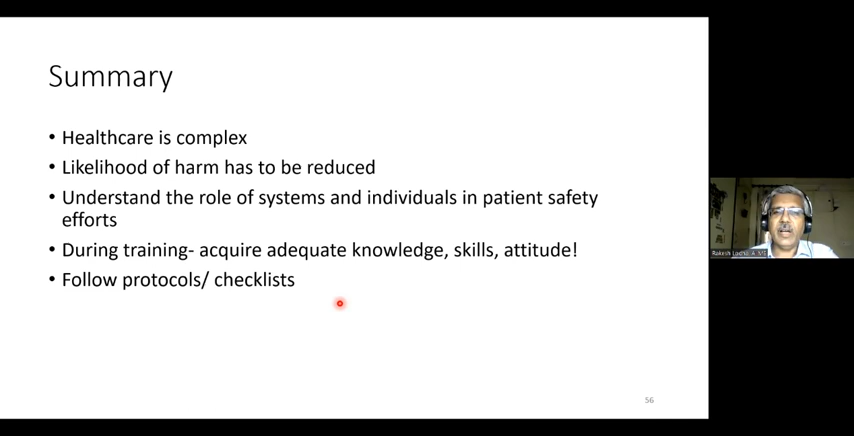 Summary
• Healthcare is complex
• Likelihood of harm has to be reduced
• Understand the role of systems and individuals in patient safety
efforts
• During training- acquire adequate knowledge, skills, attitude!
• Follow protocols/ checklists
Rakesh
56